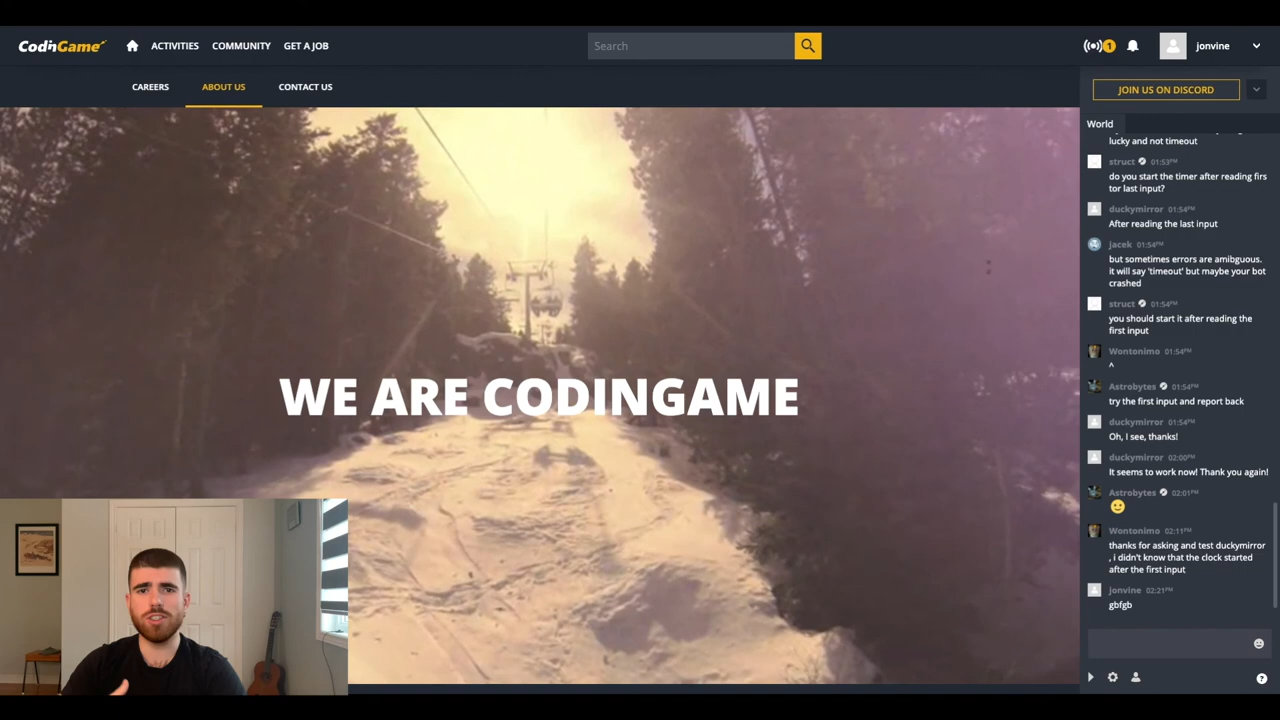 CodinGame
ACTIVITIES
COMMUNITY
GET A JOB
Search
1
jonvine
CAREERS
ABOUT US
CONTACT US
JOIN US ON DISCORD
World
lucky and not timeout
struct 01:53PM
do you start the timer after reading firs
tor last input?
duckymirror 01:54PM
After reading the last input
jacek 01:54PM
but sometimes errors are amibguous.
it will say 'timeout' but maybe your bot
crashed
struct 01:54PM
you should start it after reading the
first input
Wontonimo 01:54PM
^
Astrobytes 01:54PM
try the first input and report back
duckymirror 01:54PM
Oh, I see, thanks!
duckymirror 02:00PM
It seems to work now! Thank you again!
Astrobytes 02:01PM
Wontonimo 02:11PM
thanks for asking and test duckymirror
, i didn't know that the clock started
after the first input
jonvine 02:21PM
gbfgb
?
WE ARE CODINGAME